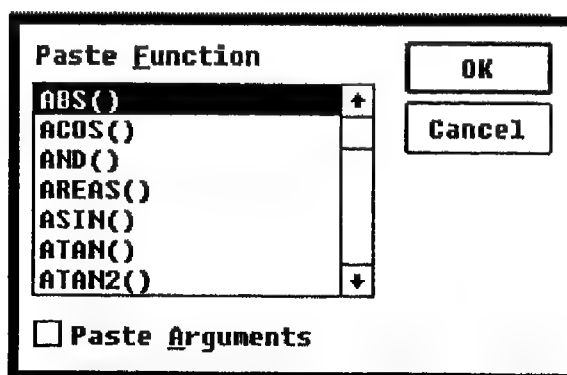 Paste Function
OK
ABS()
ACOS()
Cancel
AND()
AREAS()
ASIN()
ATAN()
ATAN2()
Paste Arguments